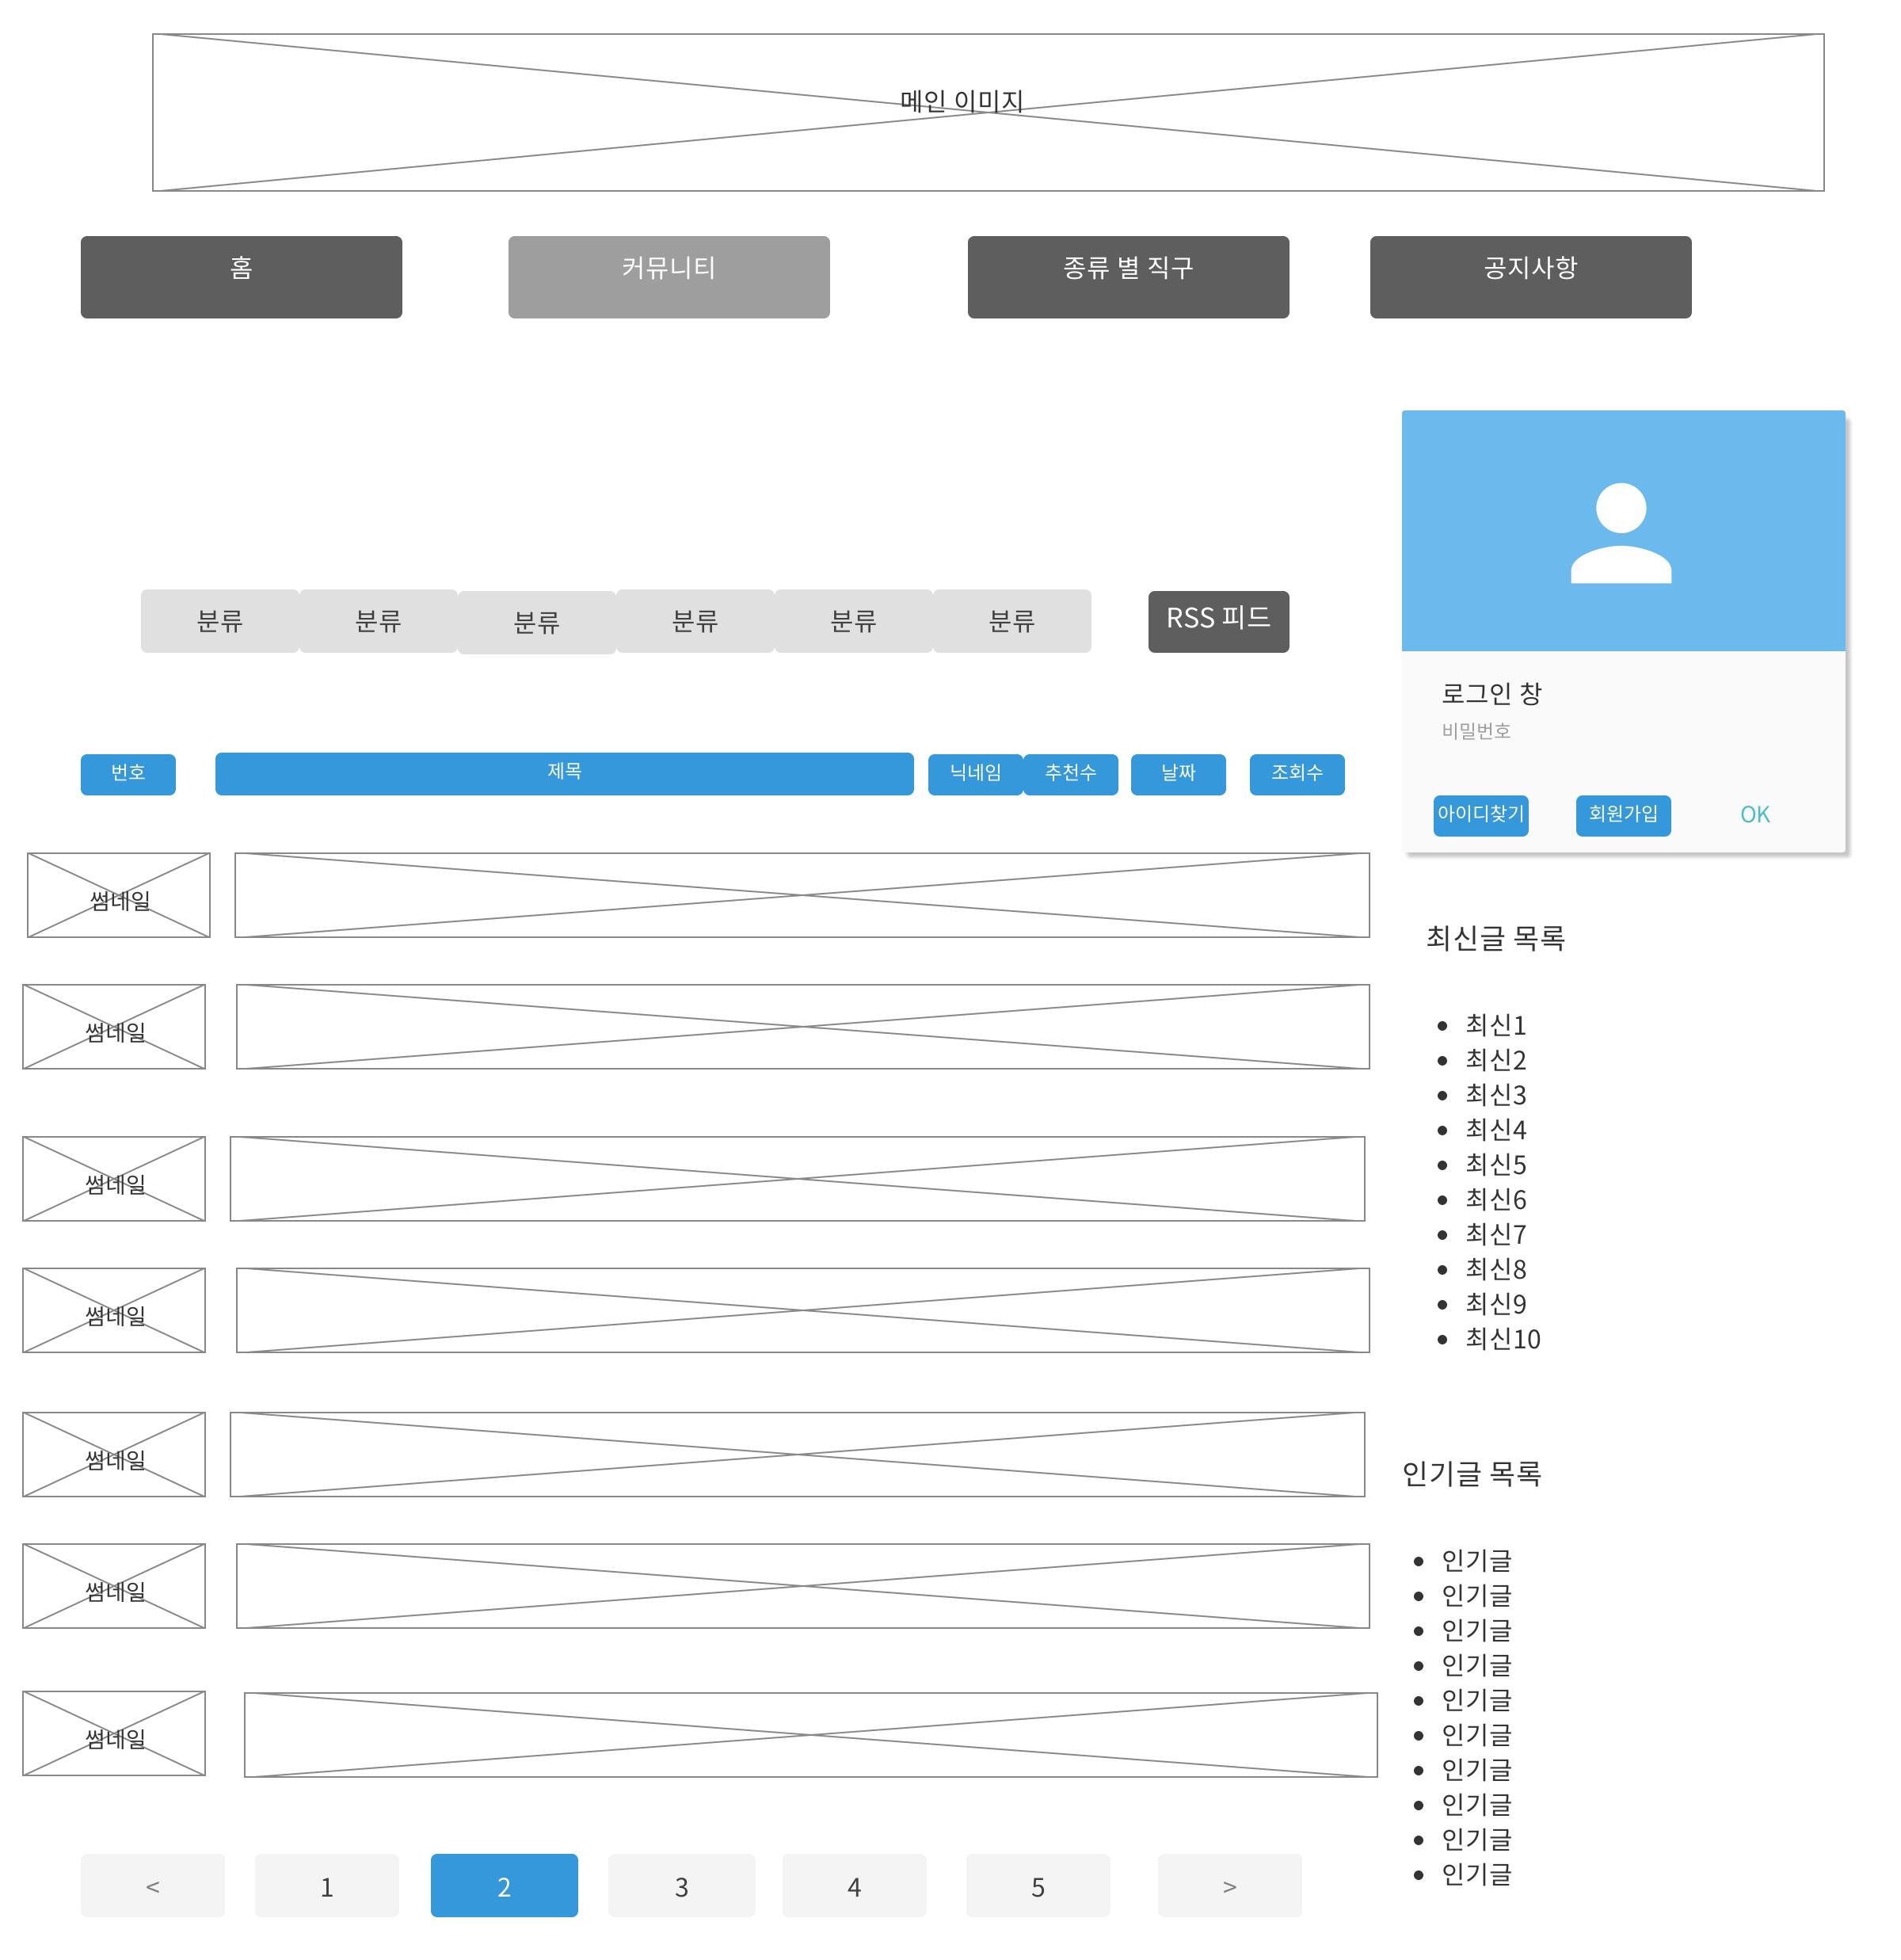 메인 이미지
홈
커뮤니티
종류 별 직구
공지사항
분류
분류
분류
분류
분류
분류
RSS 피드
로그인 창
비밀번호
아이디찾기
회원가입
OK
번호
제목
닉네임
추천수
날짜
조회수
썸네일
썸네일
썸네일
썸네일
썸네일
썸네일
썸네일
최신글 목록
최신1
최신2
최신3
최신4
최신5
최신6
최신7
최신8
최신9
최신10
인기글 목록
인기글
인기글
인기글
인기글
인기글
인기글
인기글
인기글
인기글
인기글
<
1
2
3
4
5
>